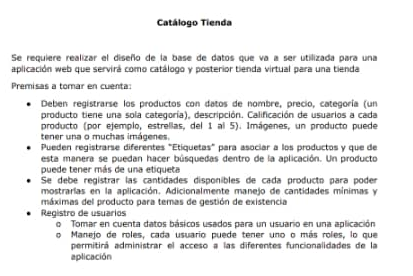 Catálogo Tienda
Se requiere realizar el diseño de la base de datos que va a ser utilizada para una
aplicación web que servirá como catálogo y posterior tienda virtual para una tienda
Premisas a tomar en cuenta:
• Deben registrarse los productos con datos de nombre, precio, categoría (un
producto tiene una sola categoría), descripción. Calificación de usuarios a cada
producto (por ejemplo, estrellas, del 1 al 5). Imágenes, un producto puede
tener una o muchas imágenes.
• Pueden registrarse diferentes "Etiquetas" para asociar a los productos y que de
esta manera se puedan hacer búsquedas dentro de la aplicación. Un producto
puede tener más de una etiqueta
• Se debe registrar las cantidades disponibles de cada producto para poder
mostrarlas en la aplicación. Adicionalmente manejo de cantidades mínimas y
máximas del producto para temas de gestión de existencia
• Registro de usuarios
o Tomar en cuenta datos básicos usados para un usuario en una aplicación
o Manejo de roles, cada usuario puede tener uno o más roles, lo que
permitirá administrar el acceso a las diferentes funcionalidades de la
aplicación